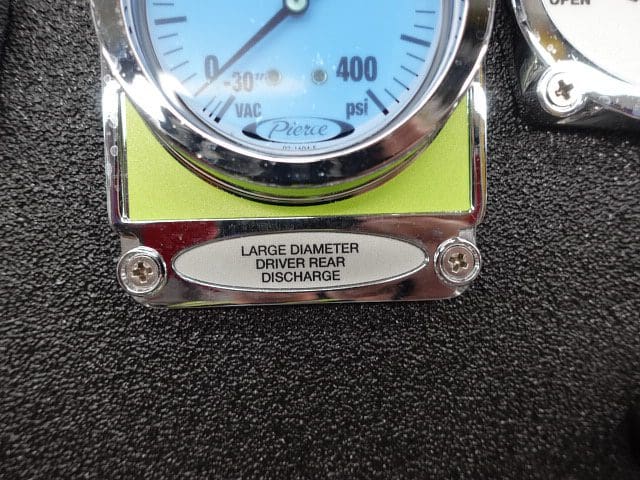 OPEN
0
-30"
400
VAC
psi
Pierce
LARGE DIAMETER
DRIVER REAR
DISCHARGE